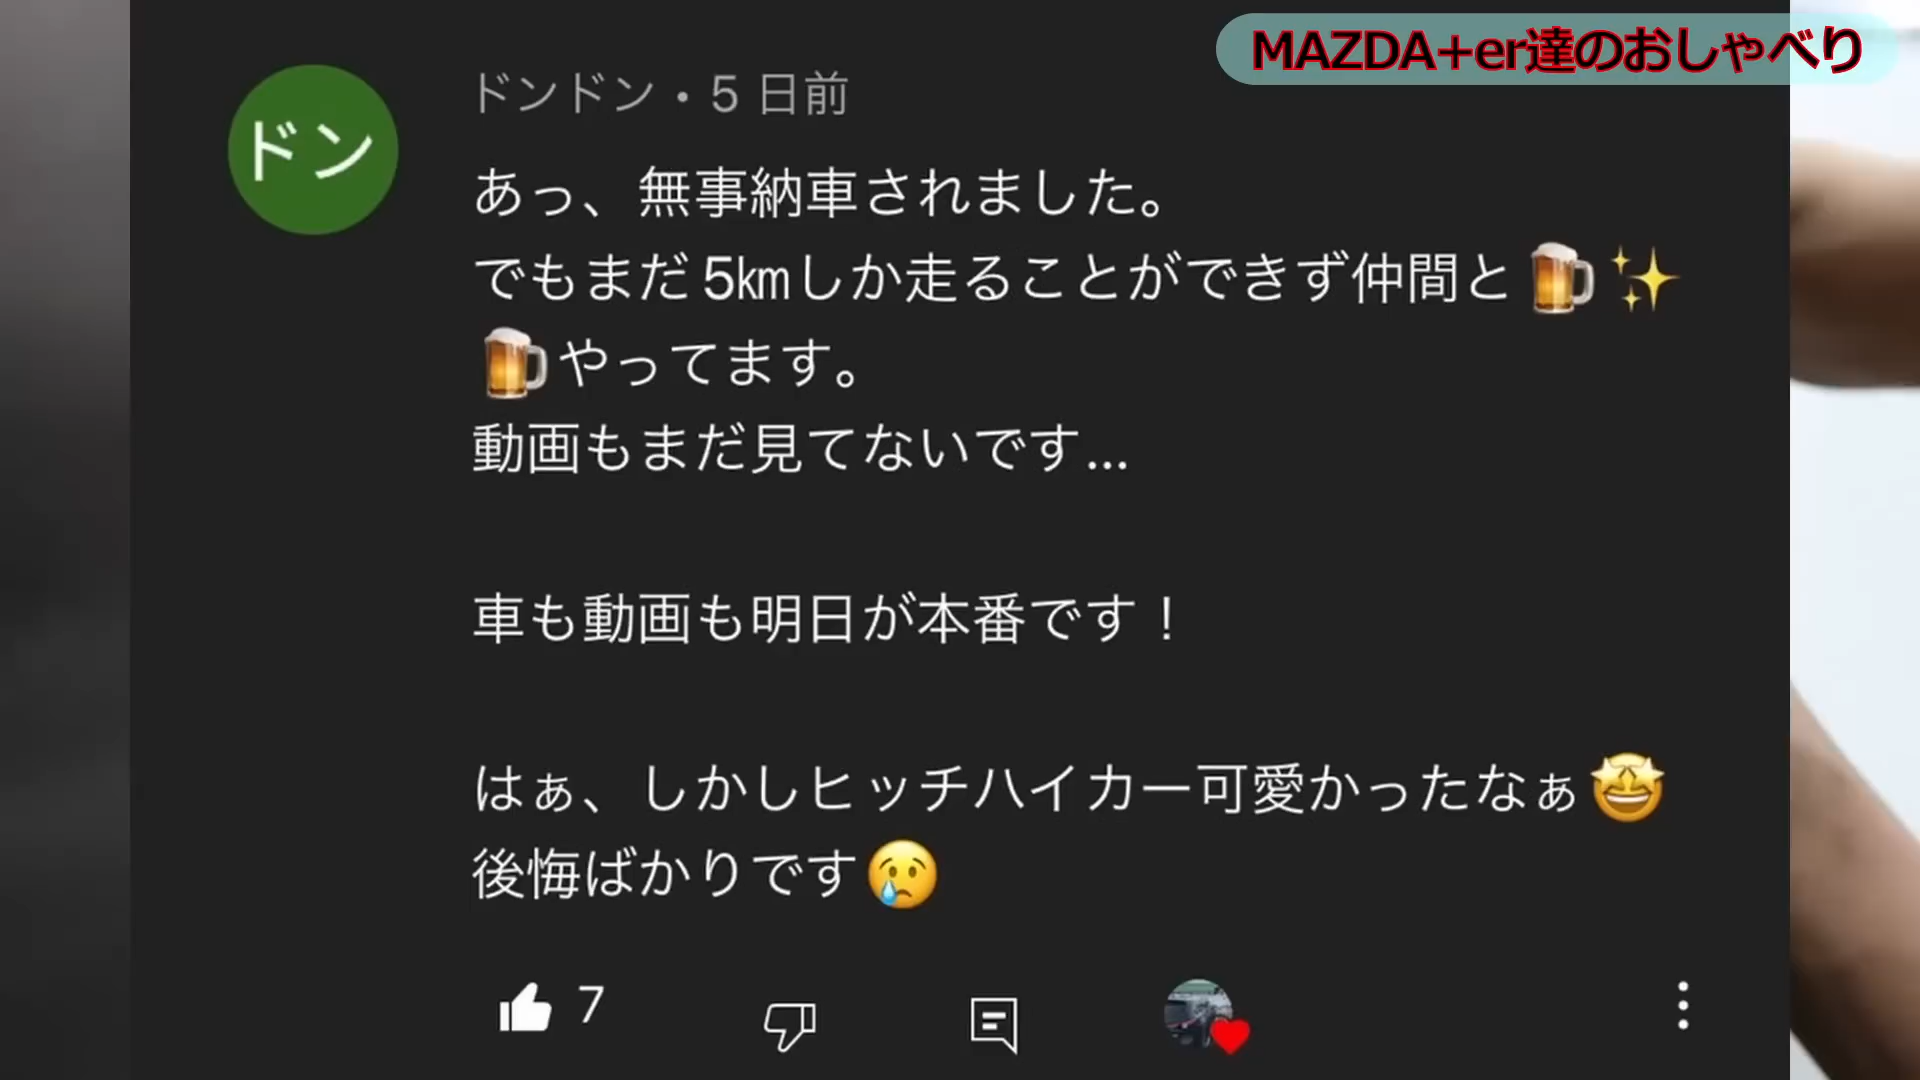 MAZDA+er達のおしゃべり
ドン
ドンドン・5 日前
あっ、無事納車されました。
でもまだ5㎞しか走ることができず仲間と🍺✨
🍺やってます。
動画もまだ見てないです…
車も動画も明日が本番です！
はぁ、しかしヒッチハイカー可愛かったなぁ🤩
後悔ばかりです😢
7